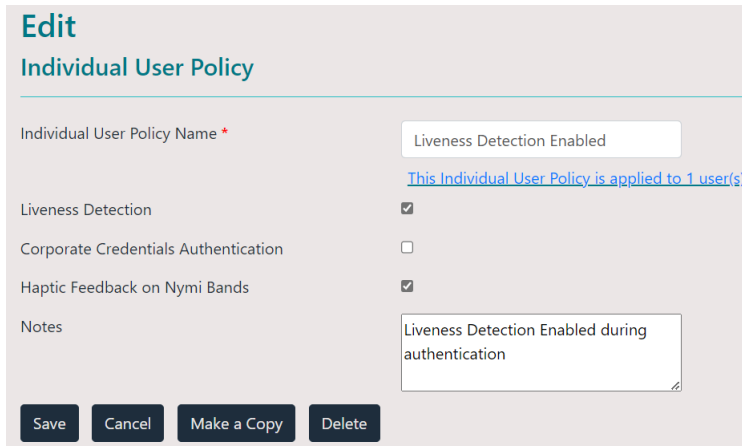 Edit
Individual User Policy
Individual User Policy Name *
Liveness Detection Enabled
This Individual User Policy is applied to 1 user(s)
Liveness Detection
Corporate Credentials Authentication
Haptic Feedback on Nymi Bands
Notes
Liveness Detection Enabled during
authentication
Save Cancel Make a Copy Delete